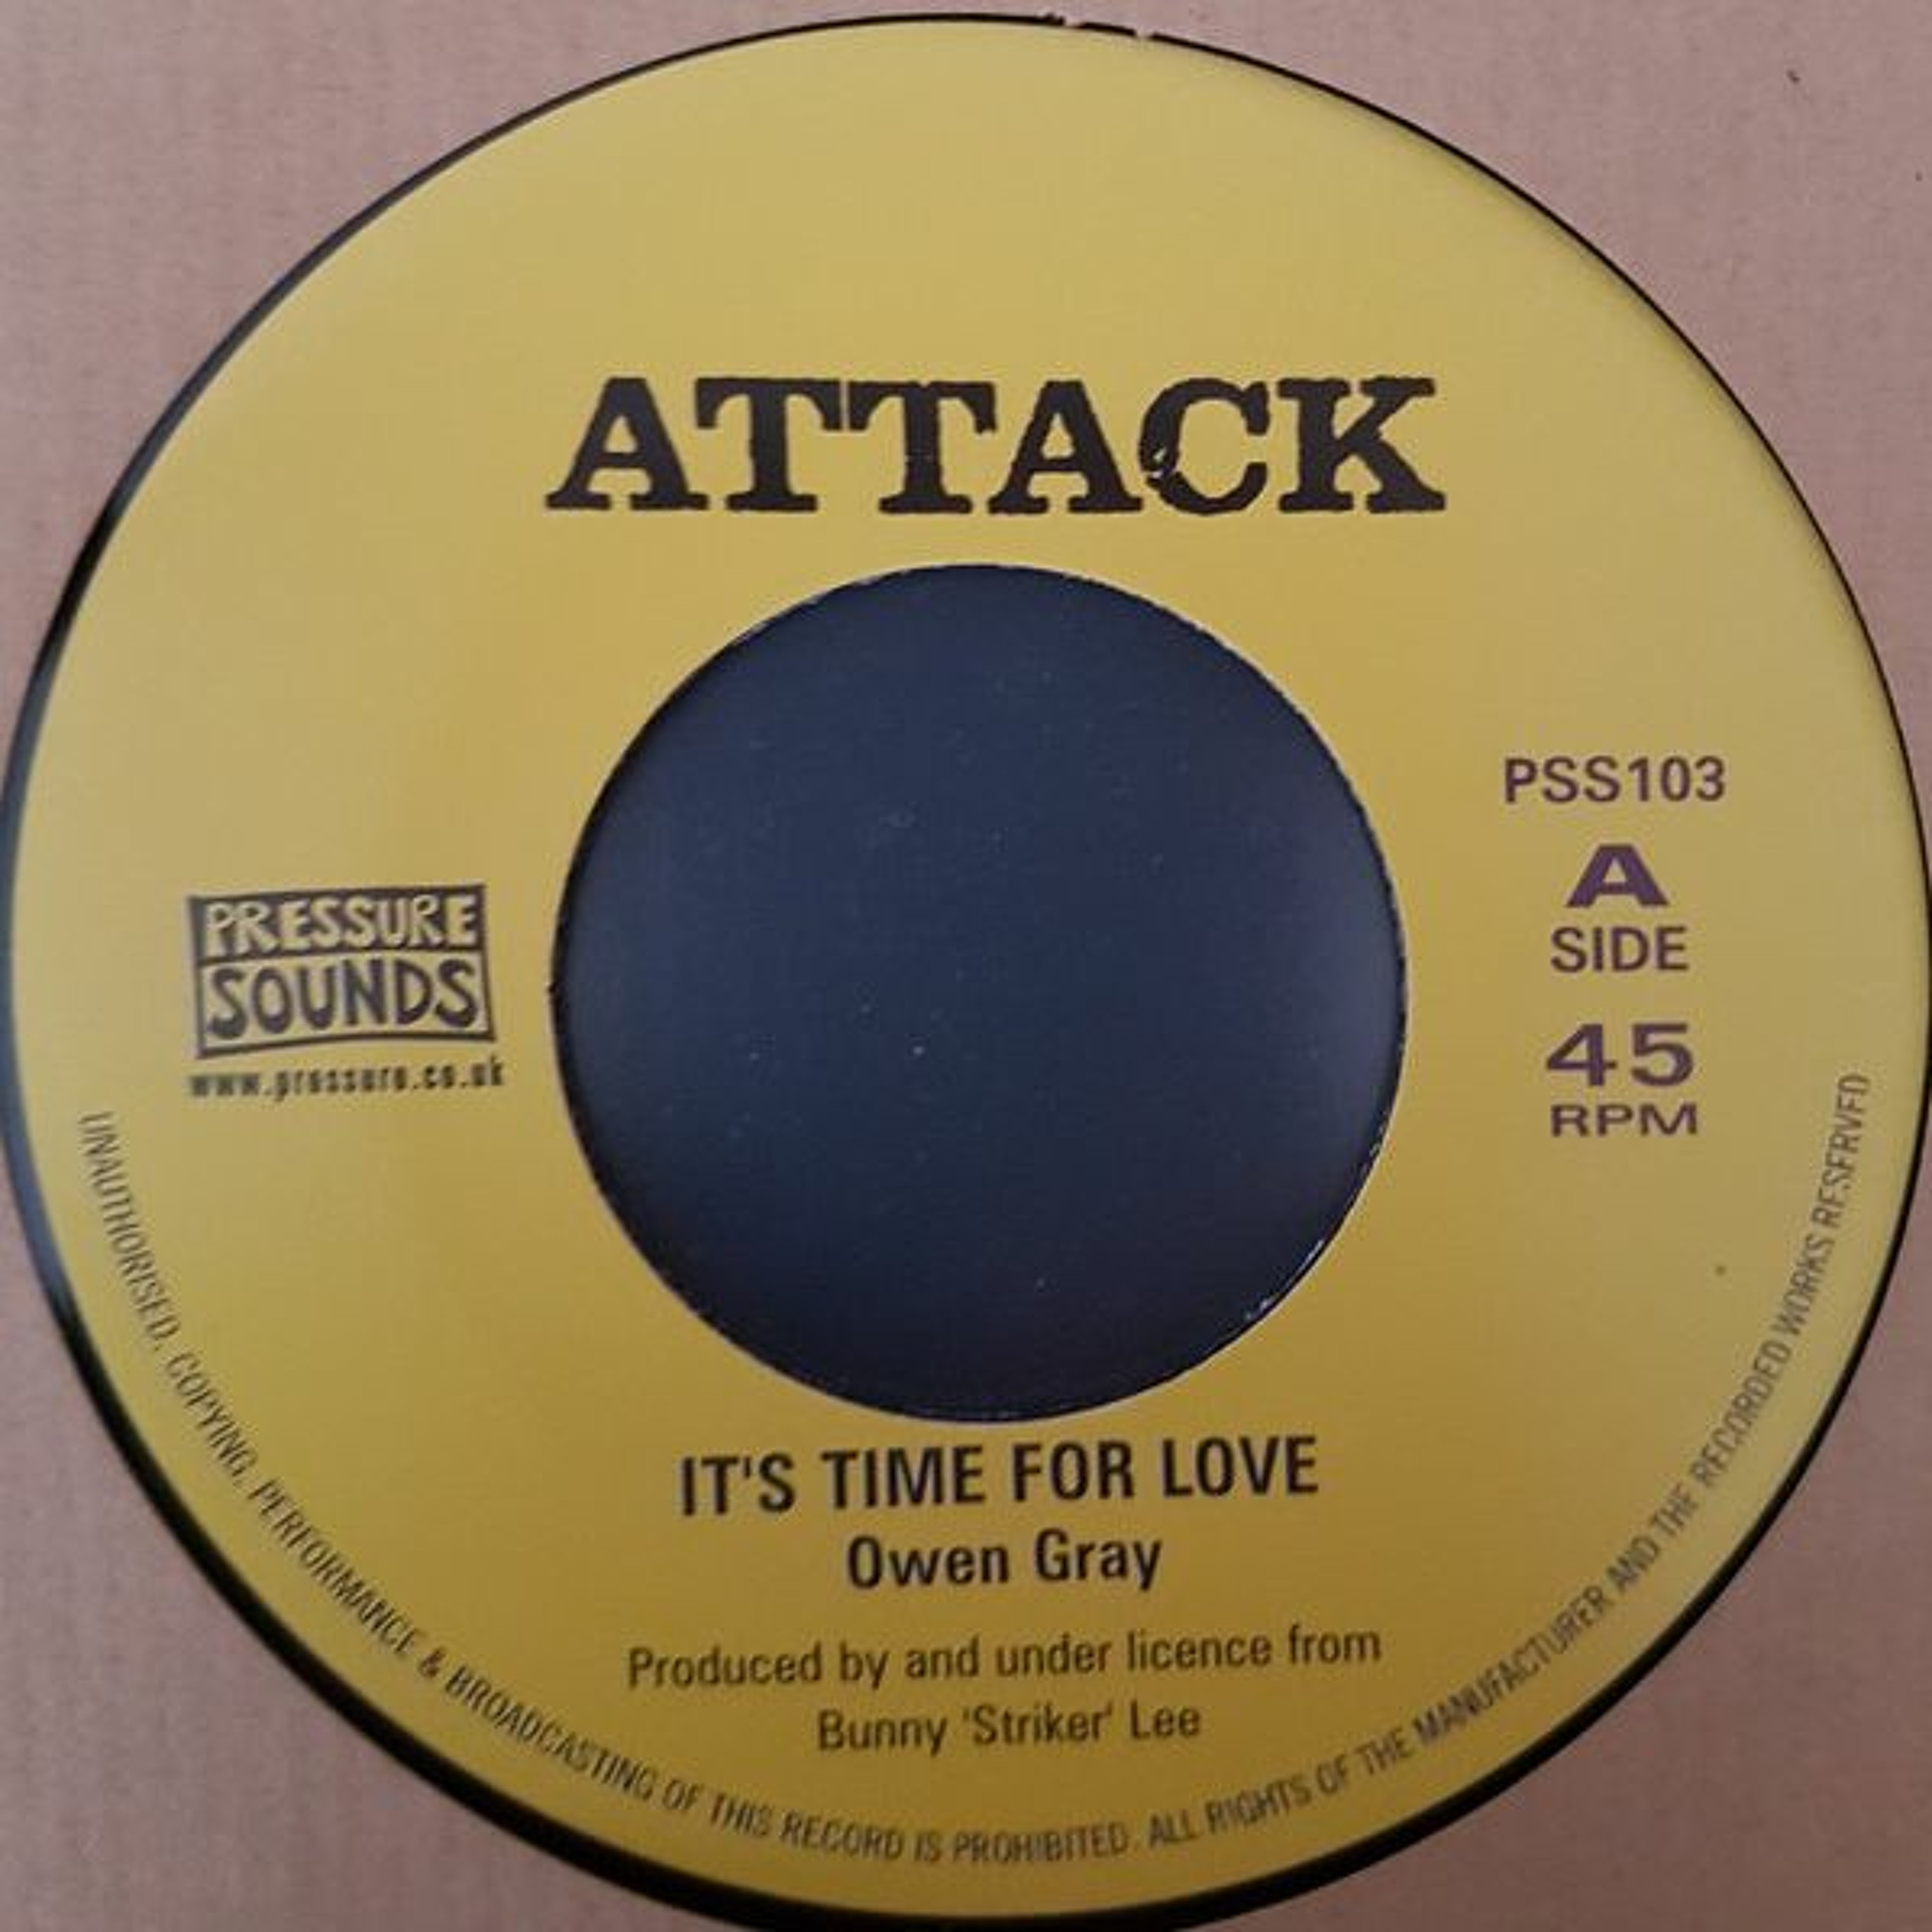 ATTACK
PRESSURE
SOUNDS
www.pressure.co.uk
PSS103
A
SIDE
45
RPM
IT'S TIME FOR LOVE
Owen Gray
Produced by and under licence from
Bunny 'Striker' Lee
UNAUTHORISED, COPYING, PERFORMANCE & BROADCASTING OF THIS RECORD IS PROHIBITED. ALL RIGHTS OF THE MANUFACTURER AND THE RECORDED WORKS RESERVED